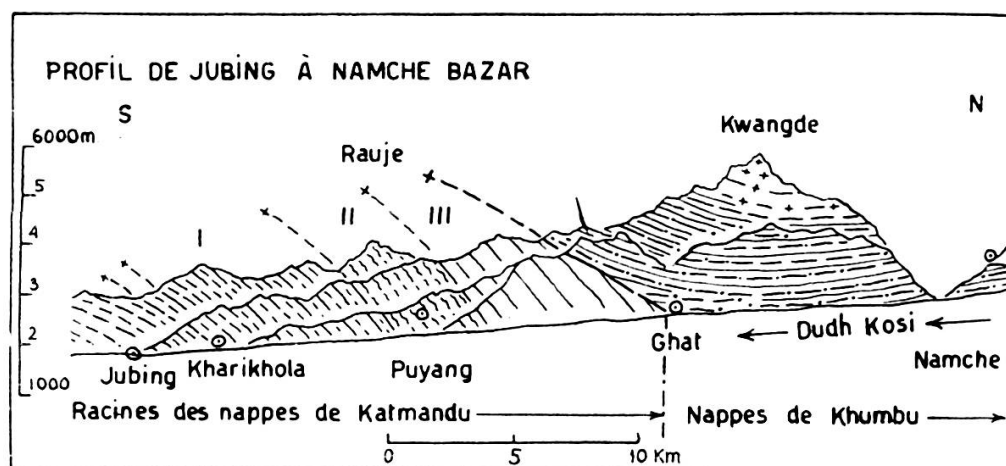 PROFIL DE JUBING À NAMCHE BAZAR
S N
6000m
5
4
3
2
1000
Rauje
Kwangde
I II III
Jubing
Kharikhola
Puyang
Ghat
Dudh Kosi
Namche
Racines des nappes de Katmandu
Nappes de Khumbu
0 5 10 Km